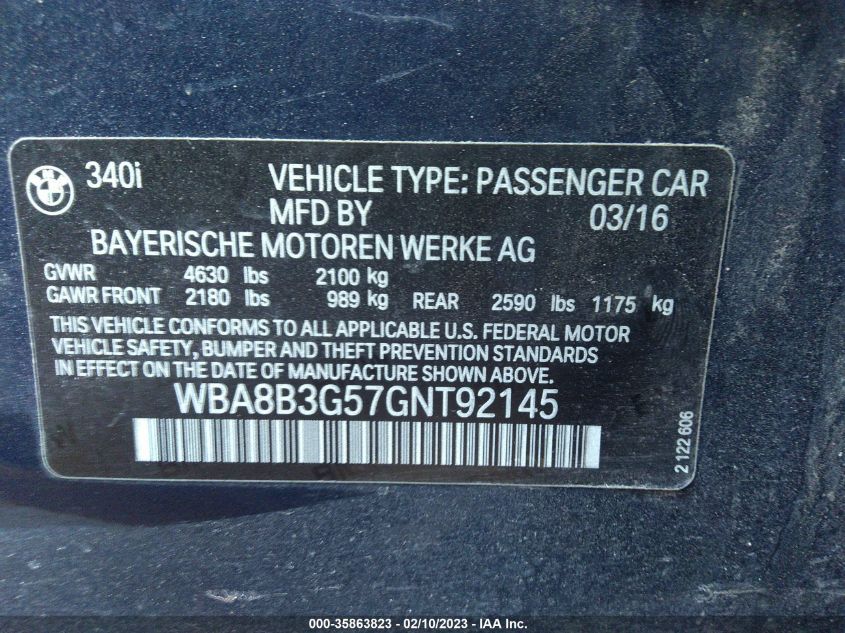 BMW
340i VEHICLE TYPE: PASSENGER CAR
MFD BY 03/16
BAYERISCHE MOTOREN WERKE AG
GVWR 4630 lbs 2100 kg
GAWR FRONT 2180 lbs 989 kg REAR 2590 lbs 1175 kg
THIS VEHICLE CONFORMS TO ALL APPLICABLE U.S. FEDERAL MOTOR
VEHICLE SAFETY, BUMPER AND THEFT PREVENTION STANDARDS
IN EFFECT ON THE DATE OF MANUFACTURE SHOWN ABOVE.
WBA8B3G57GNT92145
2 122 606
000-35863823 - 02/10/2023 - IAA Inc.